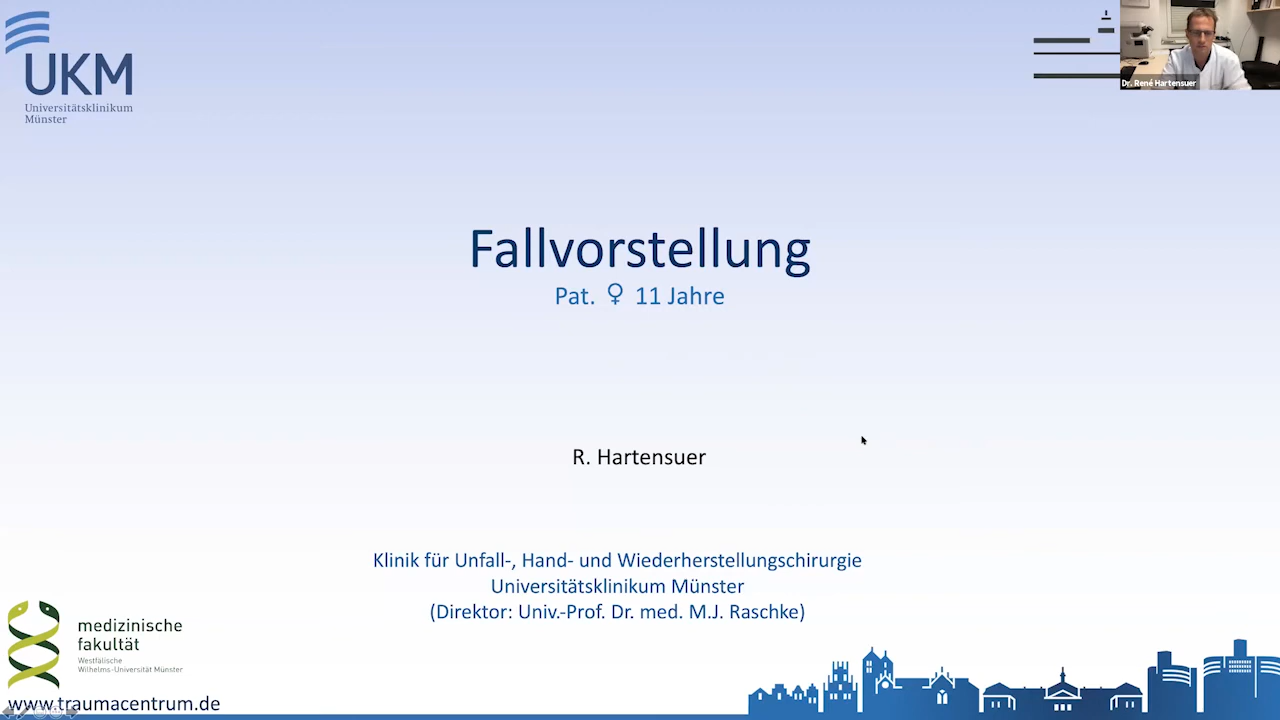 UKM
Universitätsklinikum
Münster
Dr. René Hartensuer
Fallvorstellung
Pat. ♀ 11 Jahre
R. Hartensuer
Klinik für Unfall-, Hand- und Wiederherstellungschirurgie
Universitätsklinikum Münster
(Direktor: Univ.-Prof. Dr. med. M.J. Raschke)
medizinische
fakultät
Westfälische
Wilhelms-Universität Münster
www.traumacentrum.de